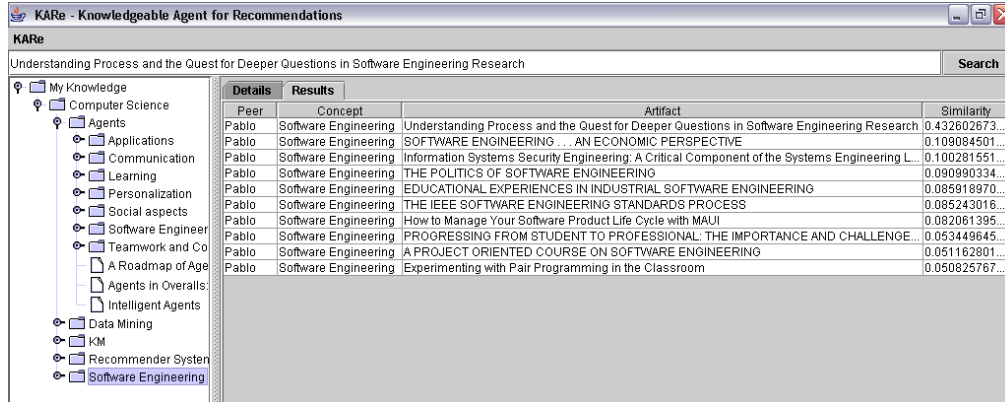 KARe - Knowledgeable Agent for Recommendations
KARe
Understanding Process and the Quest for Deeper Questions in Software Engineering Research Search
My Knowledge
Computer Science
Agents
Applications
Communication
Learning
Personalization
Social aspects
Software Engineer
Teamwork and Co
A Roadmap of Age
Agents in Overalls:
Intelligent Agents
Data Mining
KM
Recommender System
Software Engineering
Details Results
Peer Concept Artifact Similarity
Pablo Software Engineering Understanding Process and the Quest for Deeper Questions in Software Engineering Research 0.432602673...
Pablo Software Engineering SOFTWARE ENGINEERING . . . AN ECONOMIC PERSPECTIVE 0.109084501...
Pablo Software Engineering Information Systems Security Engineering: A Critical Component of the Systems Engineering L... 0.100281551...
Pablo Software Engineering THE POLITICS OF SOFTWARE ENGINEERING 0.090990334...
Pablo Software Engineering EDUCATIONAL EXPERIENCES IN INDUSTRIAL SOFTWARE ENGINEERING 0.085918970...
Pablo Software Engineering THE IEEE SOFTWARE ENGINEERING STANDARDS PROCESS 0.085243016...
Pablo Software Engineering How to Manage Your Software Product Life Cycle with MAUI 0.082061395...
Pablo Software Engineering PROGRESSING FROM STUDENT TO PROFESSIONAL: THE IMPORTANCE AND CHALLENGE... 0.053449645...
Pablo Software Engineering A PROJECT ORIENTED COURSE ON SOFTWARE ENGINEERING 0.051162801...
Pablo Software Engineering Experimenting with Pair Programming in the Classroom 0.050825767...